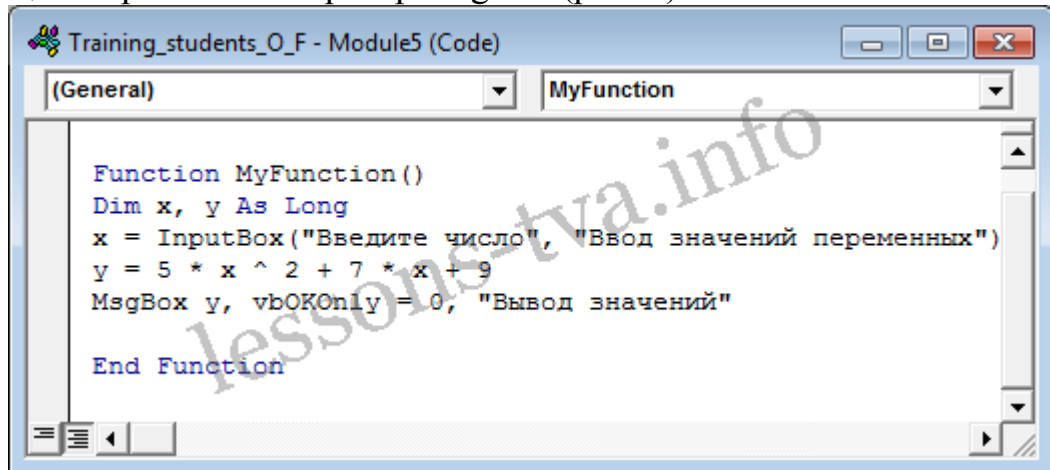 Training_students_O_F - Module5 (Code)
(General) MyFunction
Function MyFunction()
Dim x, y As Long
x = InputBox("Введите число", "Ввод значений переменных")
y = 5 * x ^ 2 + 7 * x + 9
MsgBox y, vbOKOnly = 0, "Вывод значений"
End Function
lessons-tva.info